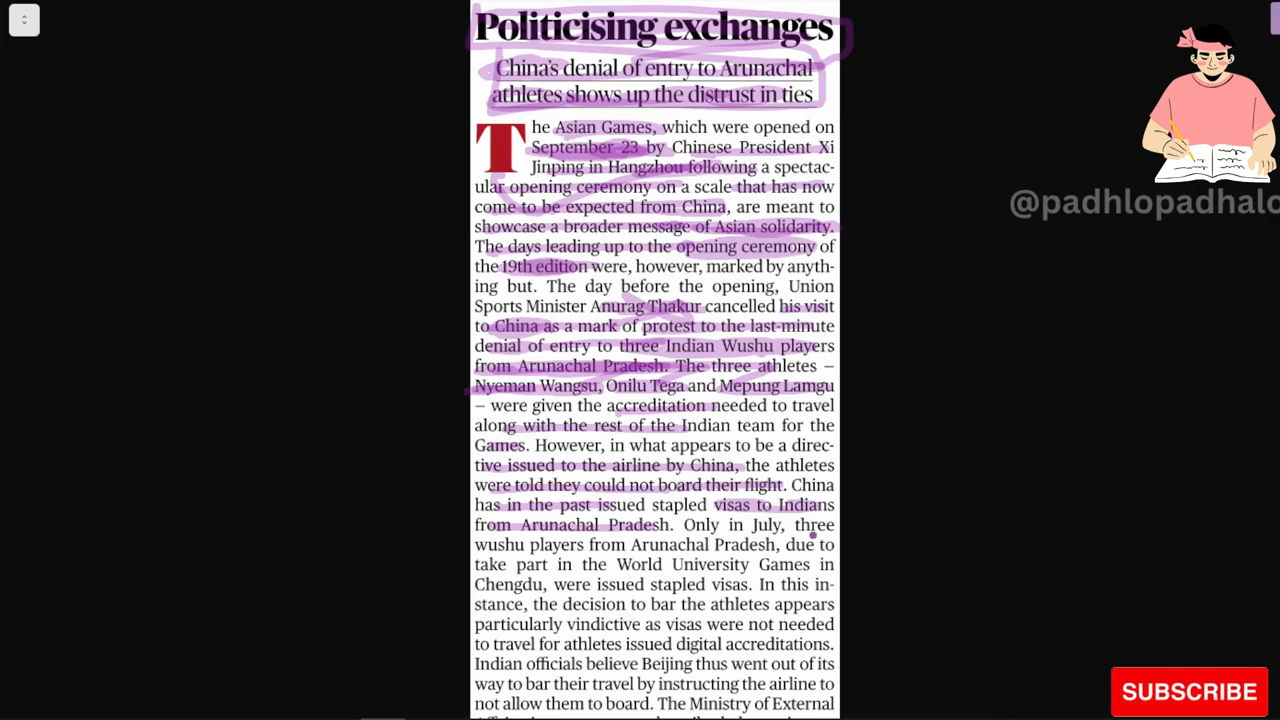 Politicising exchanges
China's denial of entry to Arunachal
athletes shows up the distrust in ties
The Asian Games, which were opened on
September 23 by Chinese President Xi
Jinping in Hangzhou following a spectac-
ular opening ceremony on a scale that has now
come to be expected from China, are meant to
showcase a broader message of Asian solidarity.
The days leading up to the opening ceremony of
the 19th edition were, however, marked by anyth-
ing but. The day before the opening, Union
Sports Minister Anurag Thakur cancelled his visit
to China as a mark of protest to the last-minute
denial of entry to three Indian Wushu players
from Arunachal Pradesh. The three athletes –
Nyeman Wangsu, Onilu Tega and Mepung Lamgu
– were given the accreditation needed to travel
along with the rest of the Indian team for the
Games. However, in what appears to be a direc-
tive issued to the airline by China, the athletes
were told they could not board their flight. China
has in the past issued stapled visas to Indians
from Arunachal Pradesh. Only in July, three
wushu players from Arunachal Pradesh, due to
take part in the World University Games in
Chengdu, were issued stapled visas. In this in-
stance, the decision to bar the athletes appears
particularly vindictive as visas were not needed
to travel for athletes issued digital accreditations.
Indian officials believe Beijing thus went out of its
way to bar their travel by instructing the airline to
not allow them to board. The Ministry of External
@padhlopadhalo
SUBSCRIBE